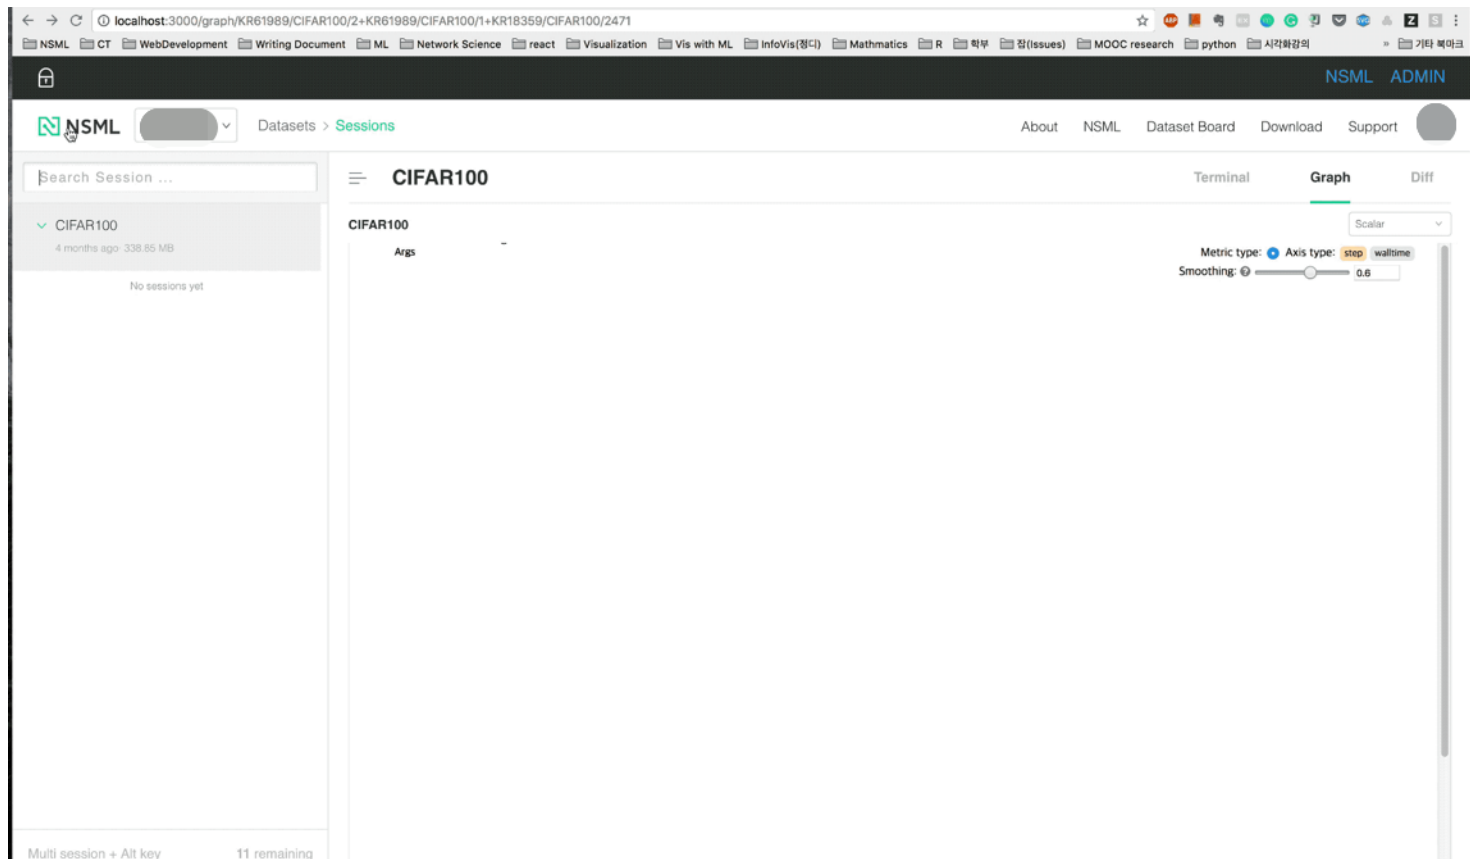 localhost:3000/graph/KR61989/CIFAR100/2+KR61989/CIFAR100/1+KR18359/CIFAR100/2471
NSML CT WebDevelopment Writing Document ML Network Science react Visualization Vis with ML InfoVis(정디) Mathmatics R 학부 잡(Issues) MOOC research python 시각화강의 » 기타 북마크
NSML ADMIN
NSML Datasets > Sessions About NSML Dataset Board Download Support
Search Session ... CIFAR100 Terminal Graph Diff
CIFAR100 CIFAR100 Scalar
4 months ago· 338.85 MB Args Metric type: Axis type: step walltime
Smoothing: 0.6
No sessions yet
Multi session + Alt key 11 remaining